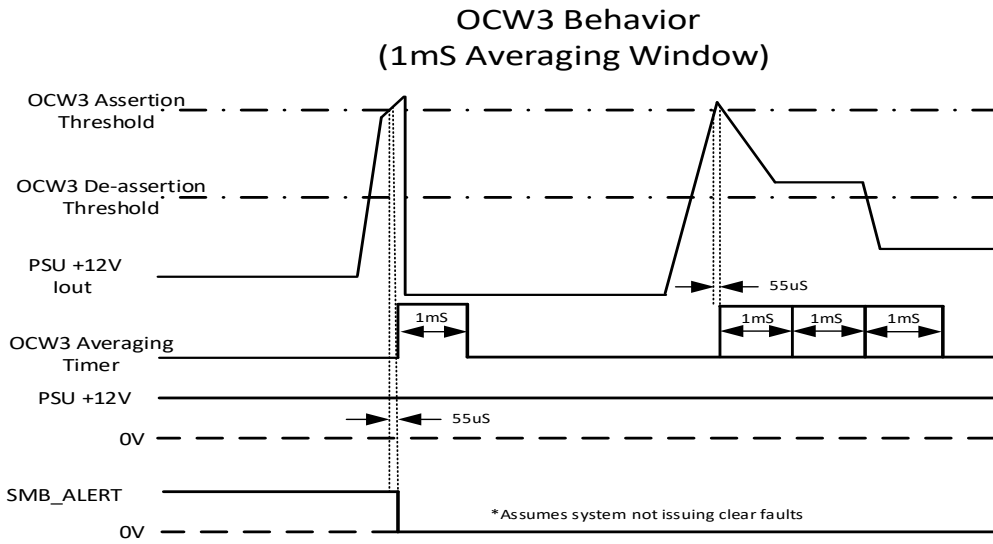 OCW3 Behavior
(1mS Averaging Window)
OCW3 Assertion
Threshold
OCW3 De-assertion
Threshold
PSU +12V
Iout
55uS
1mS
1mS
1mS
1mS
OCW3 Averaging
Timer
PSU +12V
55uS
0V
SMB_ALERT
*Assumes system not issuing clear faults
0V